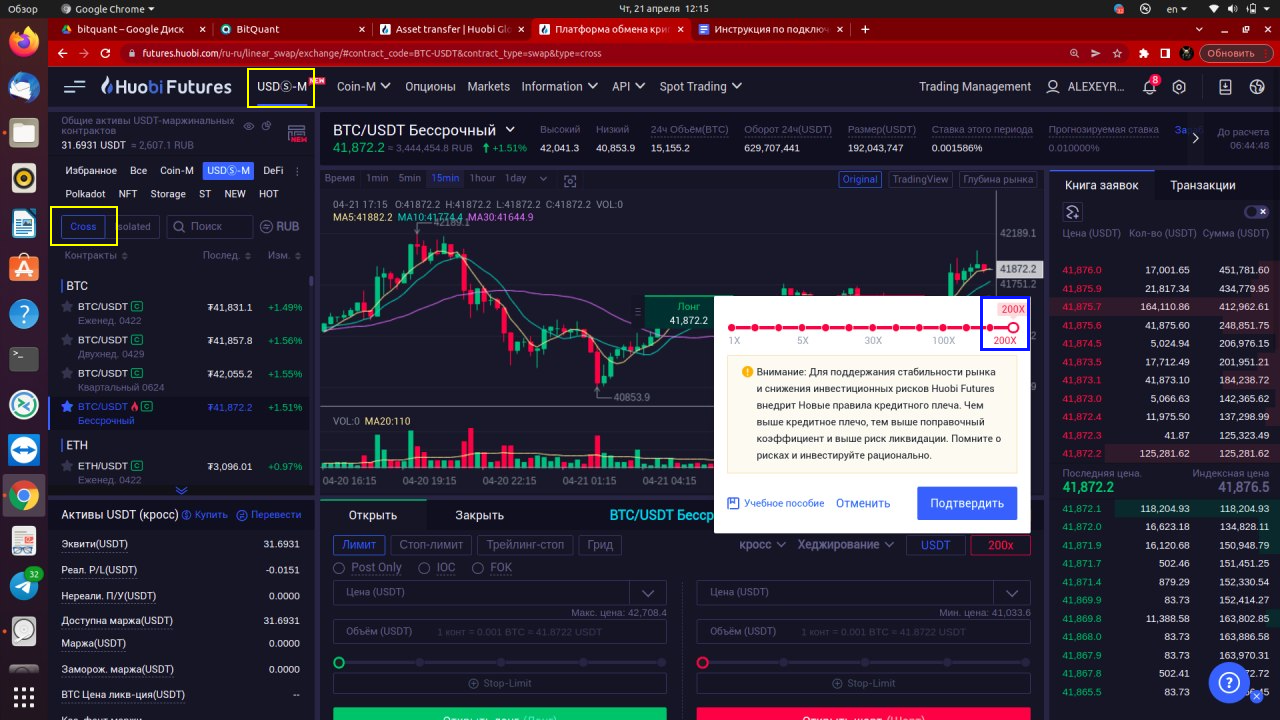 Обзор
Google Chrome
Чт, 21 апреля 15:15
bitquant – Google Диск
BitQuant
Asset transfer | Huobi Gl
Платформа обмена кри
Инструкция по подключ
futures.huobi.com/ru-ru/linear_swap/exchange/#contract_code=BTC-USDT&contract_type=swap&type=cross
Обновить
Huobi Futures
USDⓈ-M
NEW
Coin-M
Опционы
Markets
Information
API
Spot Trading
Trading Management
ALEXEYR...
8
Общие активы USDT-маржинальных
контрактов
31.6931 USDT ≈ 2,607.1 RUB
NEW
BTC/USDT Бессрочный
41,872.2 ≈ 3,444,454.8 RUB +1.51%
Высокий
42,041.3
Низкий
40,853.9
24ч Объём(BTC)
15,155.2
Оборот 24ч(USDT)
629,707,441
Размер(USDT)
192,043,747
Ставка этого периода
0.001586%
Прогнозируемая ставка
0.010000%
За
До расчета
06:44:48
Избранное Все Coin-M USDⓈ-M DeFi
Polkadot NFT Storage ST NEW HOT
Cross
solated
Поиск
RUB
Контракты Послед. Изм.
BTC
BTC/USDT C ₮41,831.1 +1.49%
Еженед. 0422
BTC/USDT C ₮41,857.8 +1.56%
Двухнед. 0429
BTC/USDT C ₮42,055.2 +1.55%
Квартальный 0624
BTC/USDT C ₮41,872.2 +1.51%
Бессрочный
ETH
ETH/USDT C ₮3,096.01 +0.97%
Еженед. 0422
Время 1min 5min 15min 1hour 1day
Original TradingView Глубина рынка
04-21 17:15 O:41872.2 H:41872.2 L:41872.2 C:41872.2 VOL:0
MA5:41882.2 MA10:41774.4 MA30:41644.9
42189.1
42189.1
41872.2
41751.2
Лонг
41,872.2
40853.9
VOL:0 MA20:110
04-20 16:15 04-20 19:15 04-20 22:15 04-21 01:15 04-21 04:15
200X
1X 5X 30X 100X 200X
Внимание: Для поддержания стабильности рынка
и снижения инвестиционных рисков Huobi Futures
внедрит Новые правила кредитного плеча. Чем
выше кредитное плечо, тем выше поправочный
коэффициент и выше риск ликвидации. Помните о
рисках и инвестируйте рационально.
Учебное пособие
Отменить
Подтвердить
Книга заявок
Транзакции
Цена (USDT) Кол-во (USDT) Сумма (USDT)
41,876.0 17,001.65 451,781.60
41,875.9 21,817.34 434,779.95
41,875.7 164,110.86 412,962.61
41,875.6 41,875.60 248,851.75
41,874.5 5,024.94 206,976.15
41,873.5 17,712.49 201,951.21
41,873.1 41,873.10 184,238.72
41,873.0 5,066.63 142,365.62
41,872.4 11,975.50 137,298.99
41,872.3 41.87 125,323.49
41,872.2 125,281.62 125,281.62
Последняя цена. Индексная цена
41,872.2 41,876.5
41,872.1 118,204.93 118,204.93
41,872.0 16,623.18 134,828.11
41,871.9 16,120.68 150,948.79
41,871.7 502.46 151,451.25
41,871.4 879.29 152,330.54
41,869.9 83.73 152,414.27
41,869.8 11,388.58 163,802.85
41,868.0 83.73 163,886.58
41,867.9 83.73 163,970.31
41,867.8 502.41
41,865.5 83.73
Активы USDT (кросс) Купить Перевести
Эквити(USDT) 31.6931
Реал. P/L(USDT) -0.0151
Нереали. П/У(USDT) 0.0000
Доступна маржа(USDT) 31.6931
Маржа(USDT) 0.0000
Заморож. маржа(USDT) 0.0000
BTC Цена ликв-ция(USDT) --
Открыть
Закрыть
BTC/USDT Бесср
Лимит Стоп-лимит Трейлинг-стоп Грид
кросс Хеджирование USDT 200x
Post Only IOC FOK
Цена (USDT)
Макс. цена: 42,708.4
Объём (USDT) 1 конт = 0.001 BTC ≈ 41.8722 USDT
Stop-Limit
Цена (USDT)
Мин. цена: 41,033.6
Объём (USDT) 1 конт = 0.001 BTC ≈ 41.8722 USDT
Stop-Limit
32